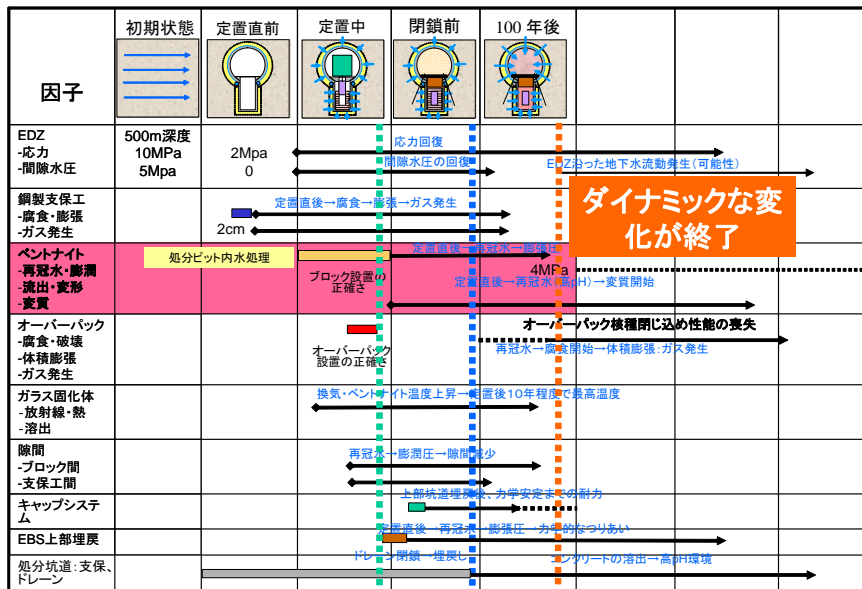 初期状態 定置直前 定置中 閉鎖前 100 年後
因子
EDZ
-応力
-間隙水圧
500m深度
10MPa
5Mpa
2Mpa
0
応力回復
間隙水圧の回復
EDZ沿った地下水流動発生(可能性)
鋼製支保工
-腐食・膨張
-ガス発生
2cm
定置直後→腐食→膨張→ガス発生
ダイナミックな変
化が終了
ベントナイト
-再冠水・膨潤
-流出・変形
-変質
処分ピット内水処理
ブロック設置の
正確さ
定置直後→再冠水→膨張圧
4MPa
定置直後→再冠水(高pH)→変質開始
オーバーパック
-腐食・破壊
-体積膨張
-ガス発生
オーバーパック
設置の正確さ
オーバーパック核種閉じ込め性能の喪失
再冠水→腐食開始→体積膨張:ガス発生
ガラス固化体
-放射線・熱
-溶出
換気・ベントナイト温度上昇→定置後10年程度で最高温度
隙間
-ブロック間
-支保工間
再冠水→膨潤圧→隙間減少
キャップシステ
ム
上部坑道埋戻後、力学安定までの耐力
EBS上部埋戻
定置直後→再冠水→膨張圧→力学的なつりあい
処分坑道:支保、
ドレーン
ドレーン閉鎖→埋戻し
コンクリートの溶出→高pH環境